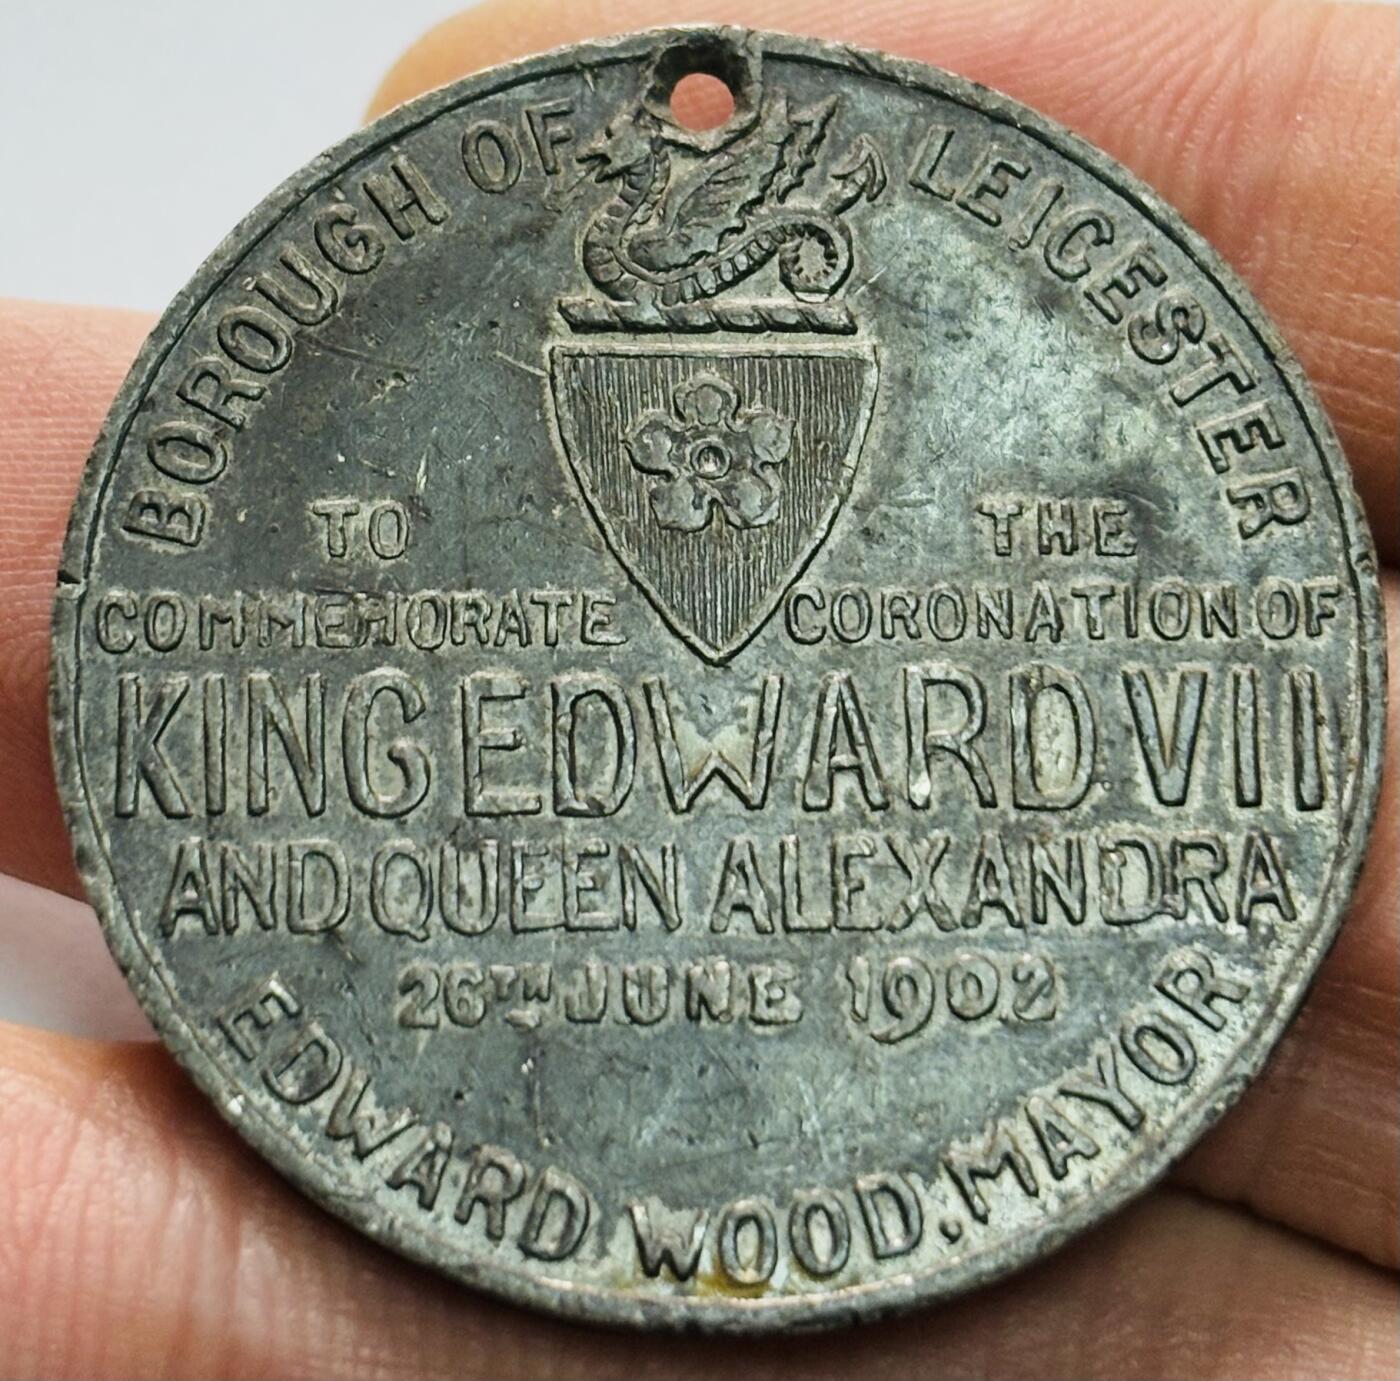 BOROUGH OF LEICESTER
TO THE
COMMEMORATE CORONATION OF
KING EDWARD VII
AND QUEEN ALEXANDRA
26TH JUNE 1902
EDWARD WOOD. MAYOR